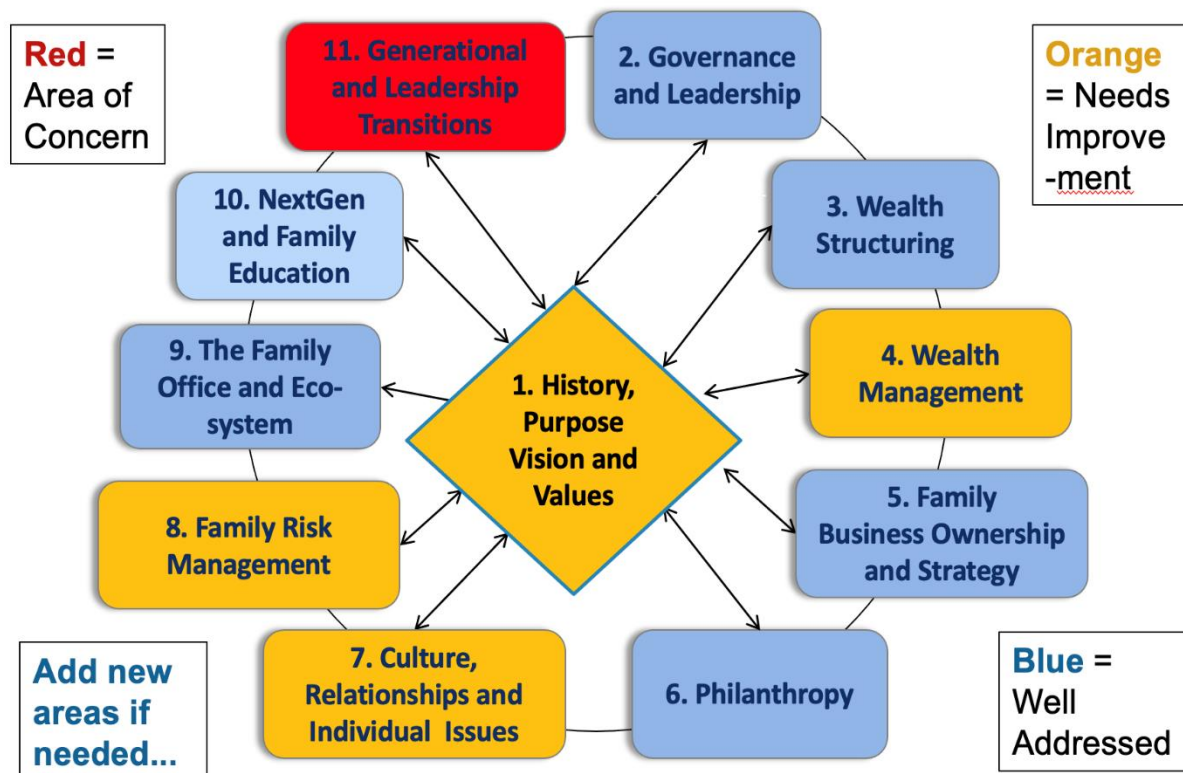 Red =
Area of
Concern
11. Generational
and Leadership
Transitions
2. Governance
and Leadership
Orange
= Needs
Improve
-ment
10. NextGen
and Family
Education
3. Wealth
Structuring
9. The Family
Office and Eco-
system
1. History,
Purpose
Vision and
Values
4. Wealth
Management
8. Family Risk
Management
5. Family
Business Ownership
and Strategy
Add new
areas if
needed...
7. Culture,
Relationships and
Individual Issues
6. Philanthropy
Blue =
Well
Addressed